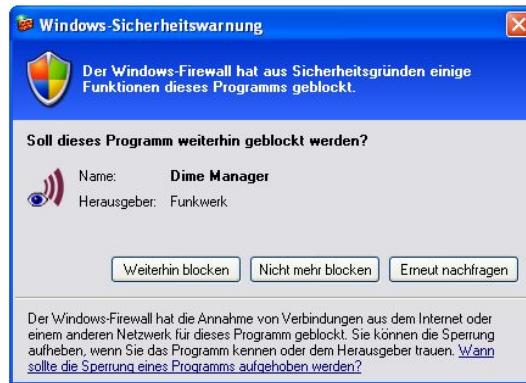 Windows-Sicherheitswarnung
Der Windows-Firewall hat aus Sicherheitsgründen einige
Funktionen dieses Programms geblockt.
Soll dieses Programm weiterhin geblockt werden?
Name: Dime Manager
Herausgeber: Funkwerk
Weiterhin blocken Nicht mehr blocken Erneut nachfragen
Der Windows-Firewall hat die Annahme von Verbindungen aus dem Internet oder
einem anderen Netzwerk für dieses Programm geblockt. Sie können die Sperrung
aufheben, wenn Sie das Programm kennen oder dem Herausgeber trauen. Wann
sollte die Sperrung eines Programms aufgehoben werden?